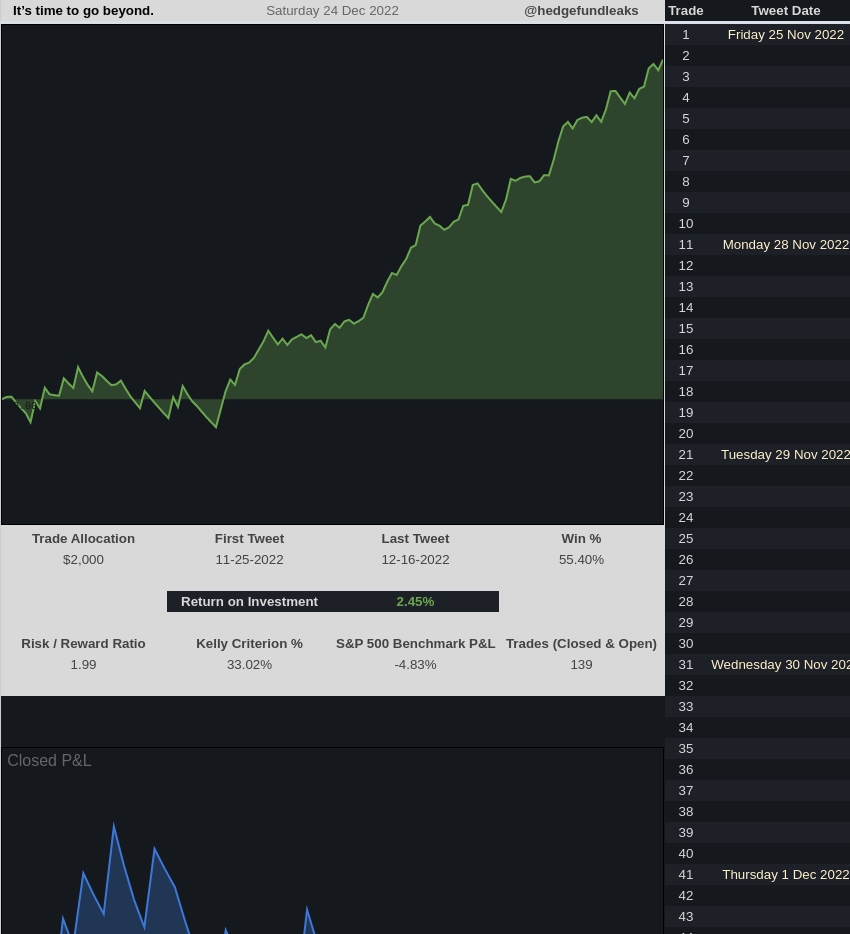 It's time to go beyond. Saturday 24 Dec 2022 @hedgefundleaks
Trade Allocation First Tweet Last Tweet Win %
$2,000 11-25-2022 12-16-2022 55.40%
Return on Investment 2.45%
Risk / Reward Ratio Kelly Criterion % S&P 500 Benchmark P&L Trades (Closed & Open)
1.99 33.02% -4.83% 139
Closed P&L
Trade Tweet Date
1 Friday 25 Nov 2022
2
3
4
5
6
7
8
9
10
11 Monday 28 Nov 2022
12
13
14
15
16
17
18
19
20
21 Tuesday 29 Nov 2022
22
23
24
25
26
27
28
29
30
31 Wednesday 30 Nov 202
32
33
34
35
36
37
38
39
40
41 Thursday 1 Dec 2022
42
43